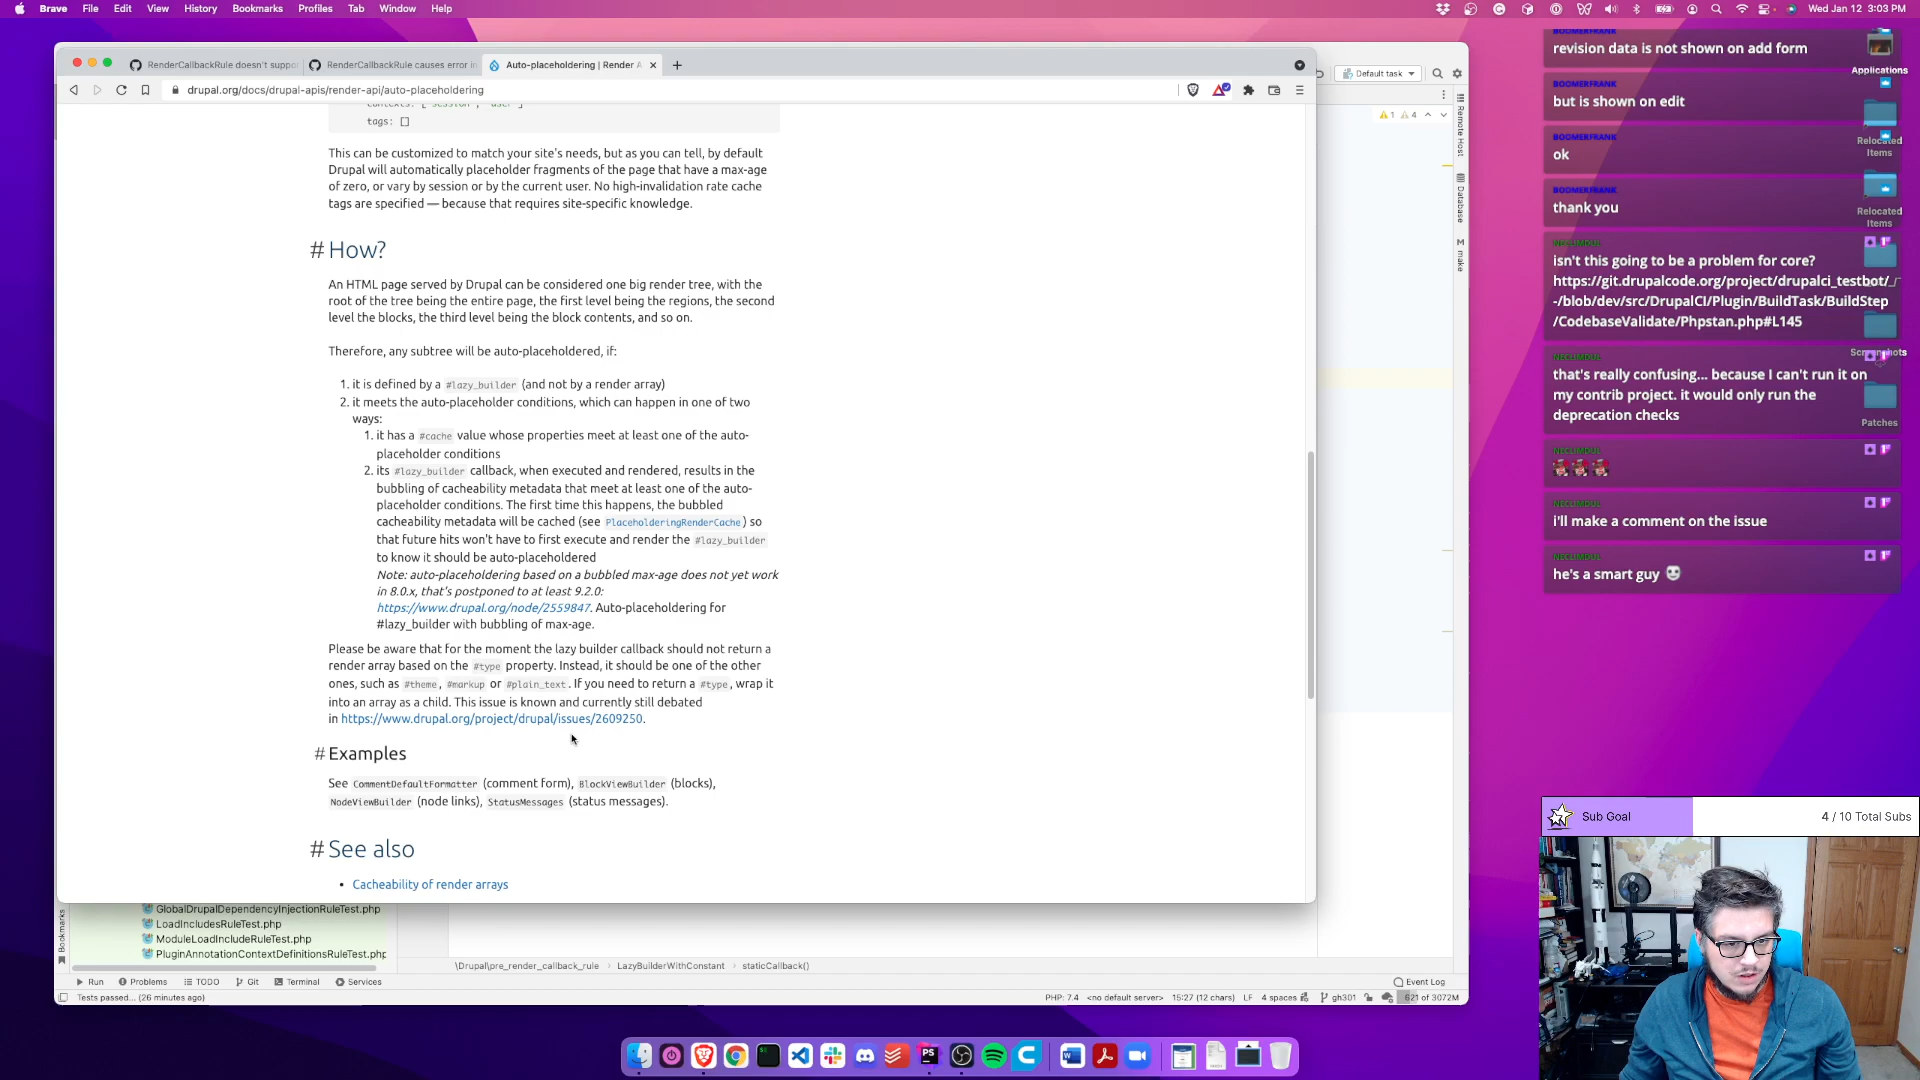 Brave File Edit View History Bookmarks Profiles Tab Window Help
Wed Jan 12 3:03 PM
RenderCallbackRule doesn't suppo
RenderCallbackRule causes error in
Auto-placeholdering | Render A
drupal.org/docs/drupal-apis/render-api/auto-placeholdering
Default task
1 4
tags: []
This can be customized to match your site's needs, but as you can tell, by default
Drupal will automatically placeholder fragments of the page that have a max-age
of zero, or vary by session or by the current user. No high-invalidation rate cache
tags are specified — because that requires site-specific knowledge.
# How?
An HTML page served by Drupal can be considered one big render tree, with the
root of the tree being the entire page, the first level being the regions, the second
level the blocks, the third level being the block contents, and so on.
Therefore, any subtree will be auto-placeholdered, if:
1. it is defined by a #lazy_builder (and not by a render array)
2. it meets the auto-placeholder conditions, which can happen in one of two
ways:
1. it has a #cache value whose properties meet at least one of the auto-
placeholder conditions
2. its #lazy_builder callback, when executed and rendered, results in the
bubbling of cacheability metadata that meet at least one of the auto-
placeholder conditions. The first time this happens, the bubbled
cacheability metadata will be cached (see PlaceholderingRenderCache) so
that future hits won't have to first execute and render the #lazy_builder
to know it should be auto-placeholdered
Note: auto-placeholdering based on a bubbled max-age does not yet work
in 8.0.x, that's postponed to at least 9.2.0:
https://www.drupal.org/node/2559847. Auto-placeholdering for
#lazy_builder with bubbling of max-age.
Please be aware that for the moment the lazy builder callback should not return a
render array based on the #type property. Instead, it should be one of the other
ones, such as #theme, #markup or #plain_text. If you need to return a #type, wrap it
into an array as a child. This issue is known and currently still debated
in https://www.drupal.org/project/drupal/issues/2609250.
# Examples
See CommentDefaultFormatter (comment form), BlockViewBuilder (blocks),
NodeViewBuilder (node links), StatusMessages (status messages).
# See also
• Cacheability of render arrays
Remote Host
Database
make
Bookmarks
GlobalDrupalDependencyInjectionRuleTest.php
LoadIncludesRuleTest.php
ModuleLoadIncludeRuleTest.php
PluginAnnotationContextDefinitionsRuleTest.php
\Drupal\pre_render_callback_rule › LazyBuilderWithConstant › staticCallback()
Run Problems TODO Git Terminal Services
Event Log
Tests passed... (26 minutes ago)
PHP: 7.4 <no default server> 15:27 (12 chars) LF 4 spaces gh301 621 of 3072M
BOOMERFRANK
revision data is not shown on add form
BOOMERFRANK
but is shown on edit
BOOMERFRANK
ok
BOOMERFRANK
thank you
NECLIMDUL
isn't this going to be a problem for core?
https://git.drupalcode.org/project/drupalci_testbot/
-/blob/dev/src/DrupalCI/Plugin/BuildTask/BuildStep
/CodebaseValidate/Phpstan.php#L145
NECLIMDUL
that's really confusing... because I can't run it on
my contrib project. it would only run the
deprecation checks
NECLIMDUL
NECLIMDUL
i'll make a comment on the issue
NECLIMDUL
he's a smart guy
Applications
Relocated
Items
Relocated
Items
Screenshots
Patches
Sub Goal
4 / 10 Total Subs